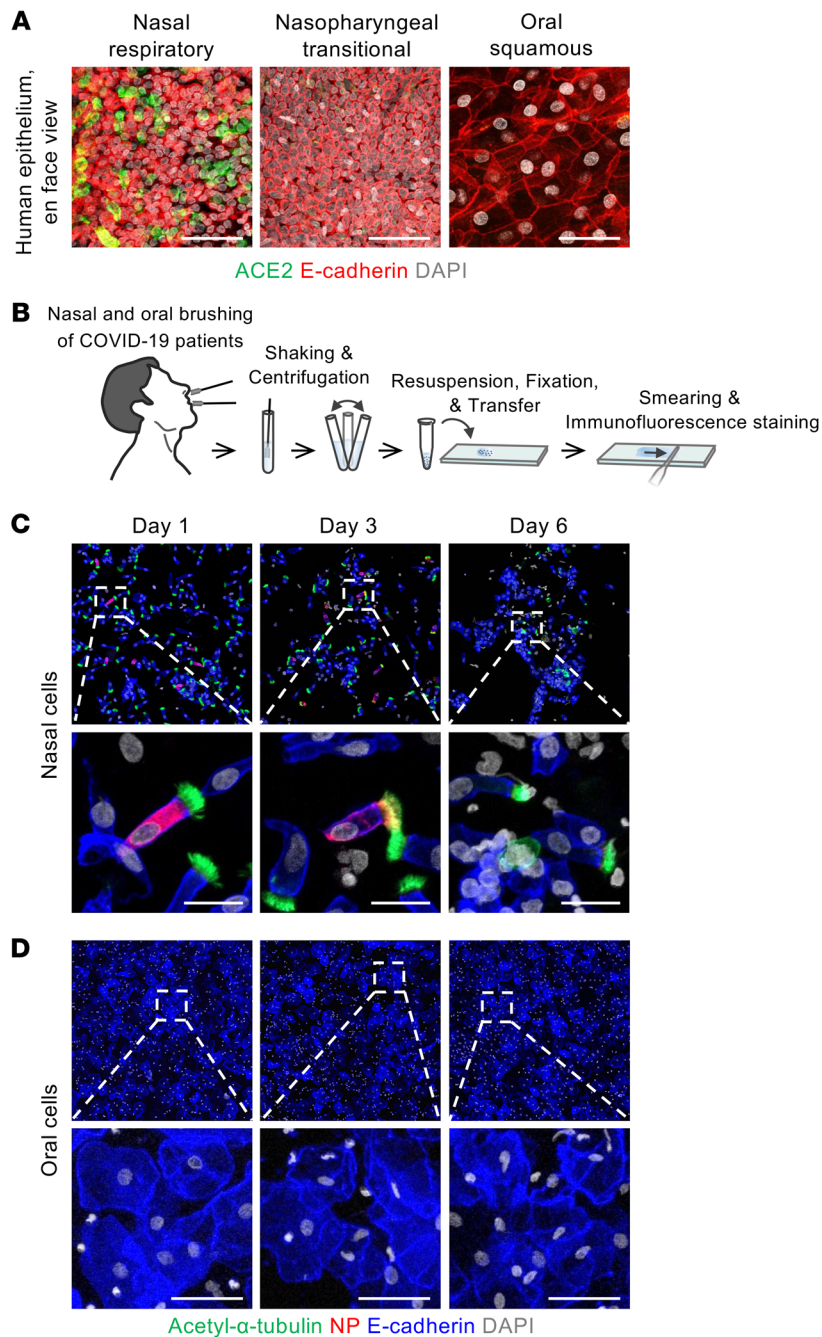 A
Nasal
respiratory
Nasopharyngeal
transitional
Oral
squamous
Human epithelium,
en face view
ACE2 E-cadherin DAPI
B
Nasal and oral brushing
of COVID-19 patients
Shaking &
Centrifugation
Resuspension, Fixation,
& Transfer
Smearing &
Immunofluorescence staining
C
Day 1
Day 3
Day 6
Nasal cells
D
Oral cells
Acetyl-α-tubulin NP E-cadherin DAPI